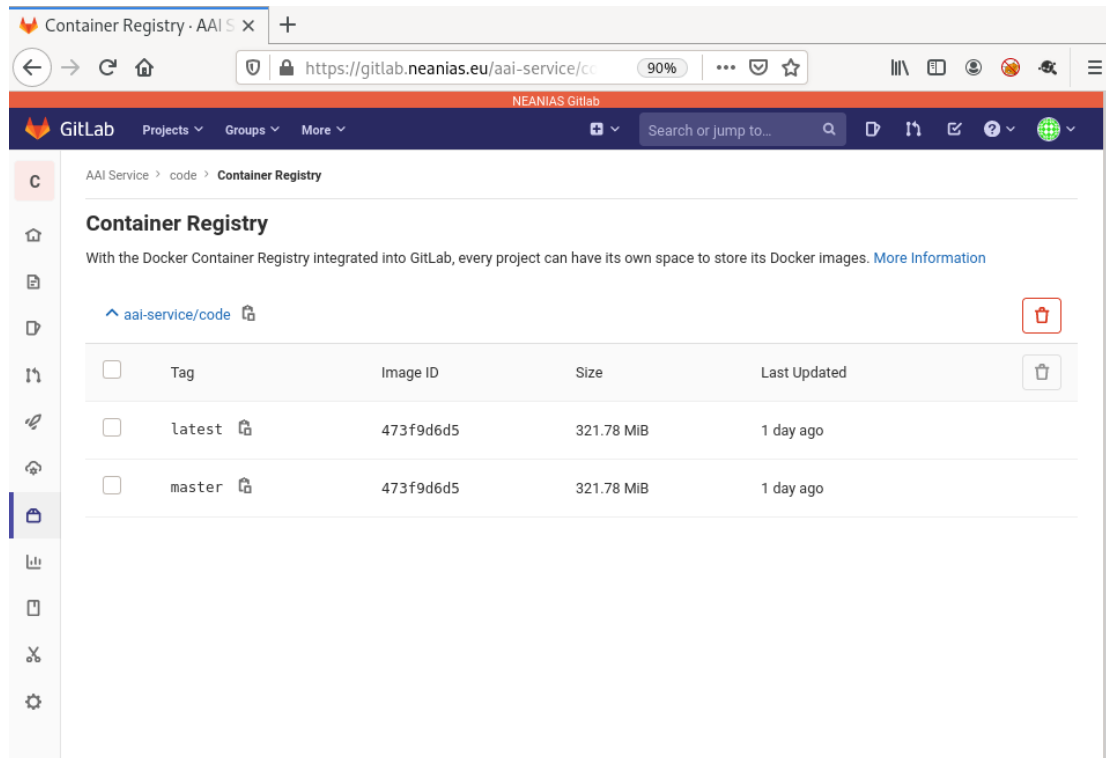 Container Registry · AAI S
https://gitlab.neanias.eu/aai-service/co 90%
NEANIAS Gitlab
GitLab Projects Groups More Search or jump to...
C
AAI Service > code > Container Registry
Container Registry
With the Docker Container Registry integrated into GitLab, every project can have its own space to store its Docker images. More Information
aai-service/code
Tag Image ID Size Last Updated
latest 473f9d6d5 321.78 MiB 1 day ago
master 473f9d6d5 321.78 MiB 1 day ago